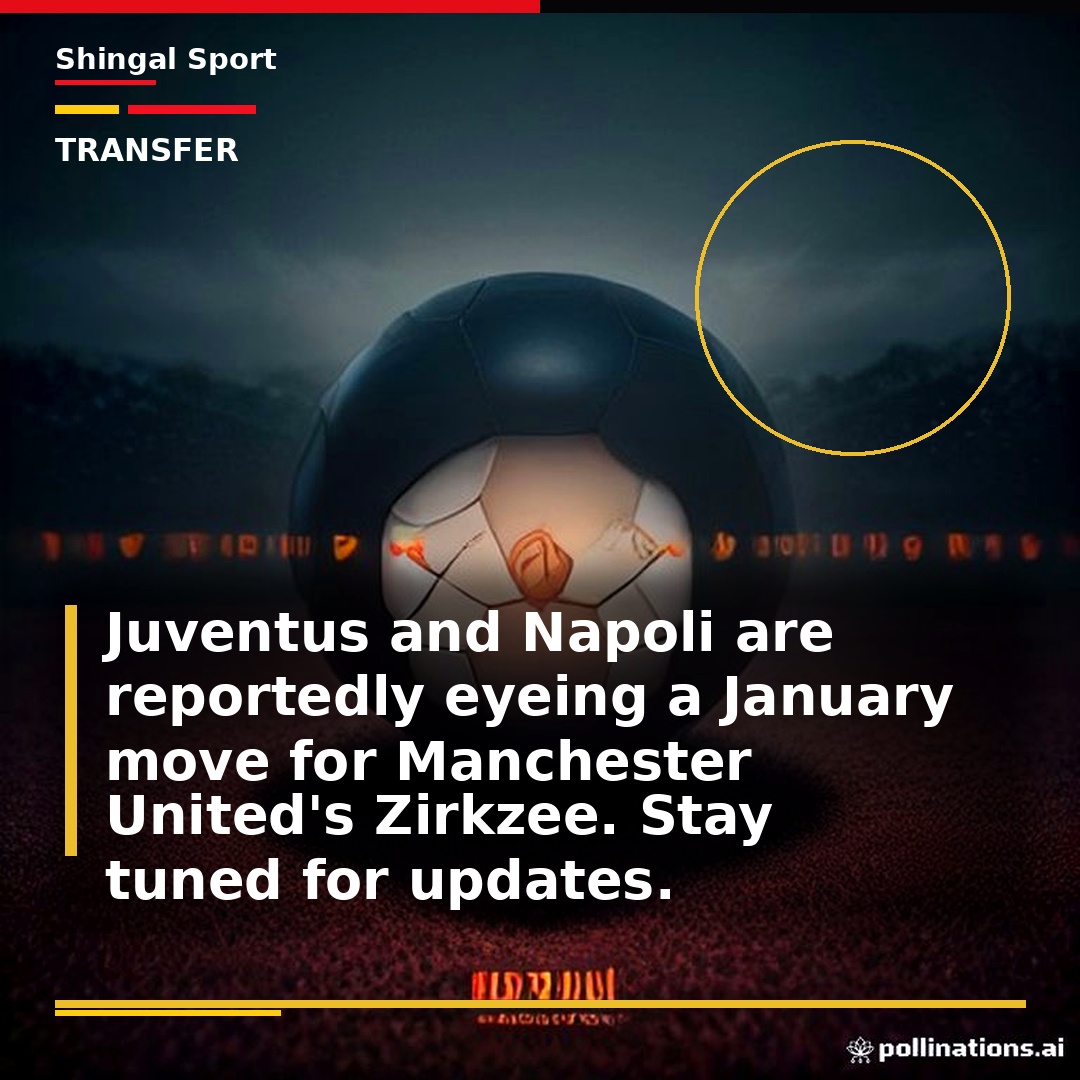 Shingal Sport
TRANSFER
Juventus and Napoli are
reportedly eyeing a January
move for Manchester
United's Zirkzee. Stay
tuned for updates.
pollinations.ai